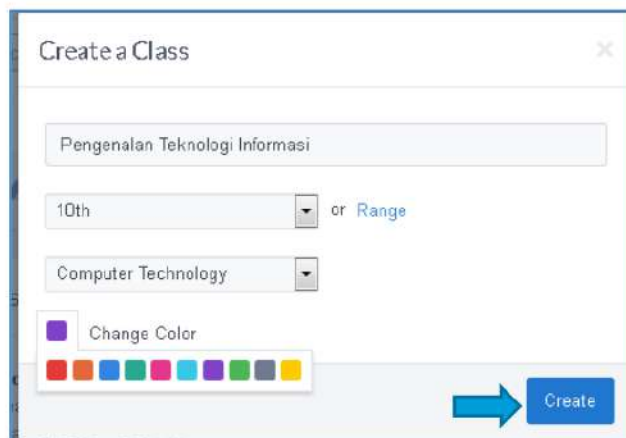 Create a Class
Pengenalan Teknologi Informasi
10th or Range
Computer Technology
Change Color
Create